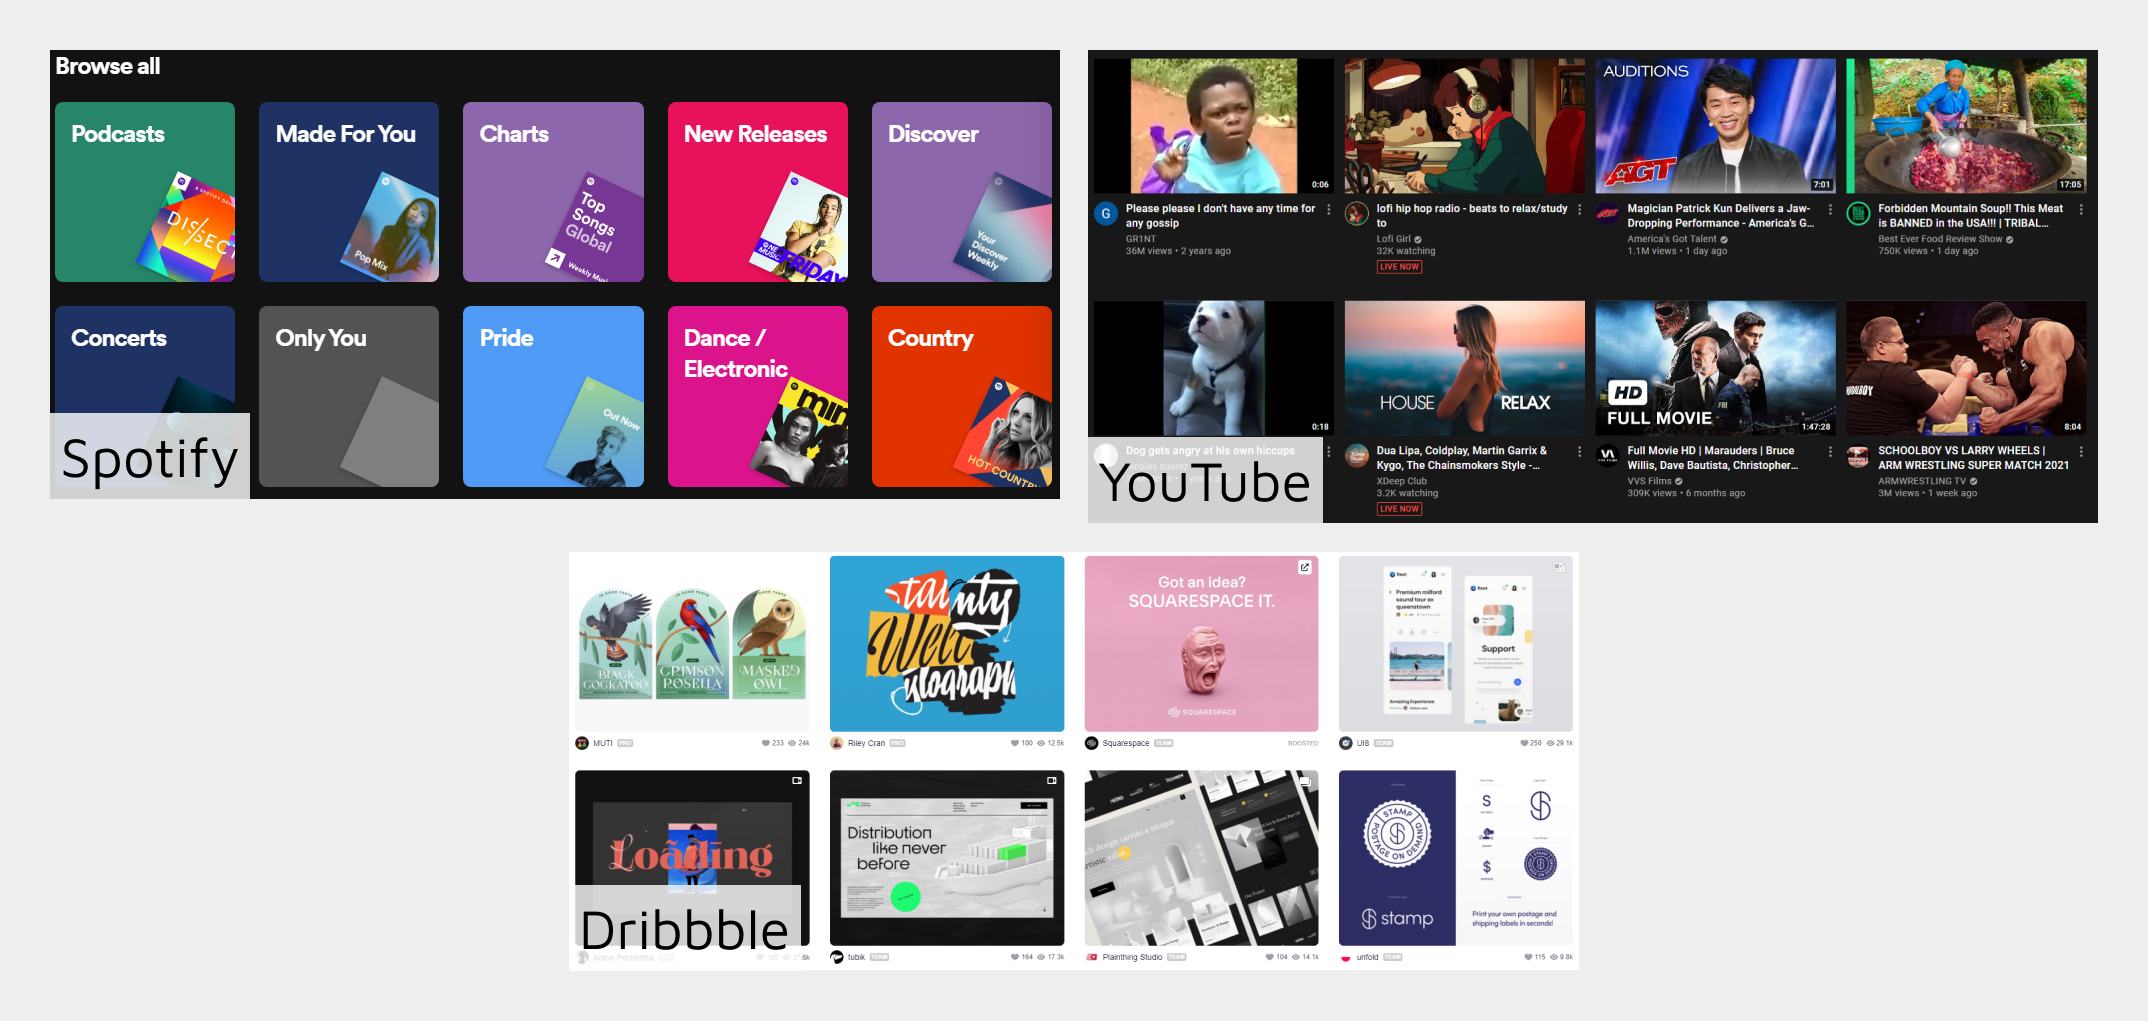 Browse all
Podcasts
Made For You
Charts
New Releases
Discover
DISSECT
Pop Mix
Top
Songs
Global
NEW
MUSIC
FRIDAY
Your
Discover
Weekly
Concerts
Only You
Pride
Dance /
Electronic
Country
Out Now
min
HOT COUNTRY
Spotify
AUDITIONS
AGT
0:06
7:01
17:05
G
Please please I don't have any time for
any gossip
GR1NT
36M views • 2 years ago
lofi hip hop radio - beats to relax/study
to
Lofi Girl
32K watching
LIVE NOW
Magician Patrick Kun Delivers a Jaw-
Dropping Performance - America's G...
America's Got Talent
1.1M views • 1 day ago
Forbidden Mountain Soup!! This Meat
is BANNED in the USA!!! | TRIBAL...
Best Ever Food Review Show
750K views • 1 day ago
0:18
HOUSE RELAX
HD
FULL MOVIE
1:47:28
8:04
Dog gets angry at his own hiccups
Dua Lipa, Coldplay, Martin Garrix &
Kygo, The Chainsmokers Style -...
XDeep Club
3.2K watching
LIVE NOW
Full Movie HD | Marauders | Bruce
Willis, Dave Bautista, Christopher...
VVS Films
309K views • 6 months ago
SCHOOLBOY VS LARRY WHEELS |
ARM WRESTLING SUPER MATCH 2021
ARMWRESTLING TV
3M views • 1 week ago
YouTube
BLACK
COCKATOO
CRIMSON
ROSELLA
MASKED
OWL
MUTI PRO 233 24k
Riley Cran PRO 100 12.5k
Got an idea?
SQUARESPACE IT.
SQUARESPACE
Squarespace TEAM BOOSTED
Premium milford
sound tour ex
queenstown
Amazing Experience
Support
UI8 TEAM 250 29.1k
Loading
Distribution
like never
before
tubik TEAM 164 17.3k
Plainthing Studio TEAM 104 14.1k
STAMP
POSTAGE ON DEMAND
stamp
Print your own postage and
shipping labels in seconds!
unfold TEAM 115 9.8k
Dribbble